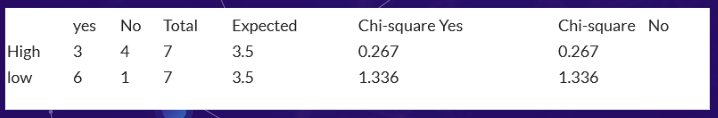 yes No Total Expected Chi-square Yes Chi-square No
High 3 4 7 3.5 0.267 0.267
low 6 1 7 3.5 1.336 1.336